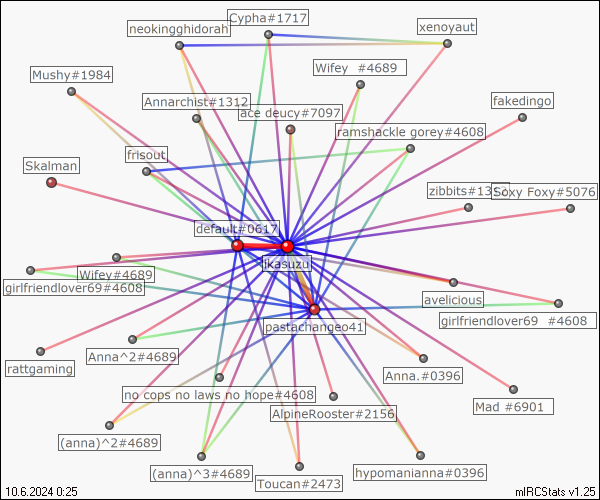 Cypha#1717
neokingghidorah
xenoyaut
Wifey #4689
Mushy#1984
Annarchist#1312
ace deucy#7097
fakedingo
ramshackle gorey#4608
frisout
Skalman
zibbits#13
Soxy Foxy#5076
default#0617
ikasuzu
Wifey#4689
girlfriendlover69#4608
avelicious
girlfriendlover69 #4608
pastachangeo41
Anna^2#4689
rattgaming
Anna.#0396
no cops no laws no hope#4608
AlpineRooster#2156
Mad #6901
(anna)^2#4689
(anna)^3#4689
Toucan#2473
hypomanianna#0396
10.6.2024 0:25
mIRCStats v1.25